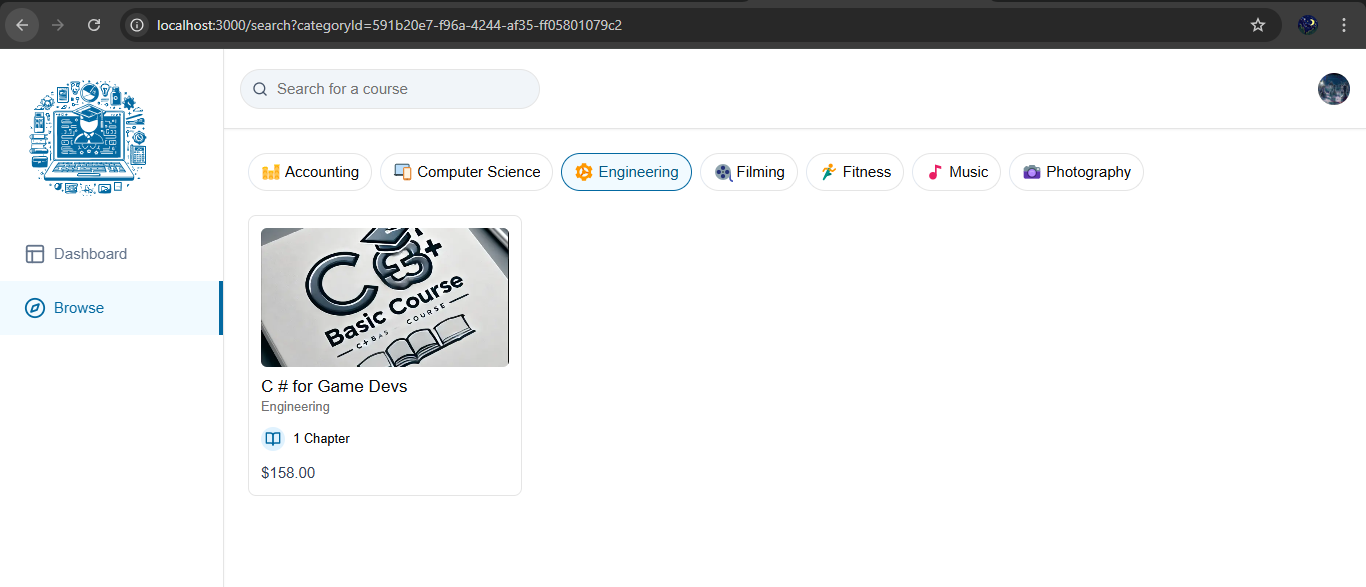 localhost:3000/search?categoryId=591b20e7-f96a-4244-af35-ff05801079c2
Search for a course
Accounting Computer Science Engineering Filming Fitness Music Photography
Dashboard
Browse
C
+
Basic Course
C+BAS COURSE
C # for Game Devs
Engineering
1 Chapter
$158.00